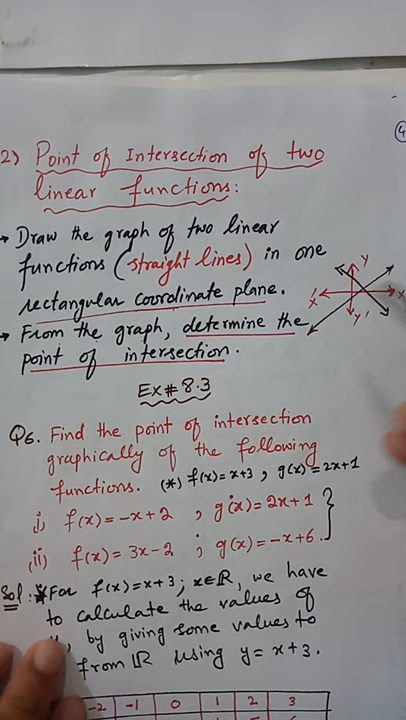 4
2) Point of Intersection of two
linear functions:
→ Draw the graph of two linear
functions (straight lines) in one
rectangular coordinate plane.
→ From the graph, determine the
point of intersection.
Y
X' X
Y'
Ex# 8.3
Q6. Find the point of intersection
graphically of the following
functions. (*) f(x)=x+3 , g(x)=2x+1
i) f(x)=-x+2 , g(x)=2x+1
(ii) f(x)=3x-2 ; g(x)=-x+6.
Sol: * For f(x)=x+3; x∈ℝ, we have
to calculate the values of
, by giving some values to
from ℝ using y=x+3.
-2 -1 0 1 2 3